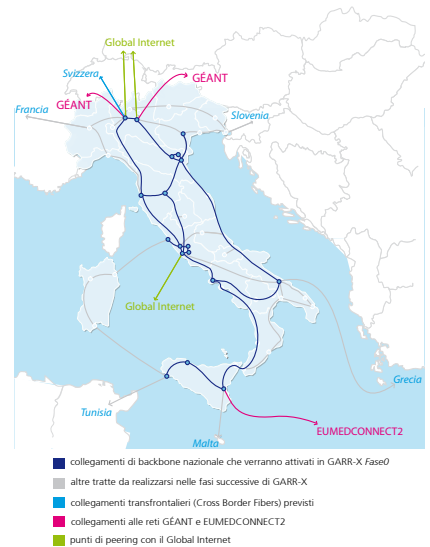 Global Internet
Svizzera
GÉANT
Francia
GÉANT
Slovenia
Global Internet
Grecia
Tunisia
EUMEDCONNECT2
Malta
collegamenti di backbone nazionale che verranno attivati in GARR-X Fase0
altre tratte da realizzarsi nelle fasi successive di GARR-X
collegamenti transfrontalieri (Cross Border Fibers) previsti
collegamenti alle reti GÉANT e EUMEDCONNECT2
punti di peering con il Global Internet